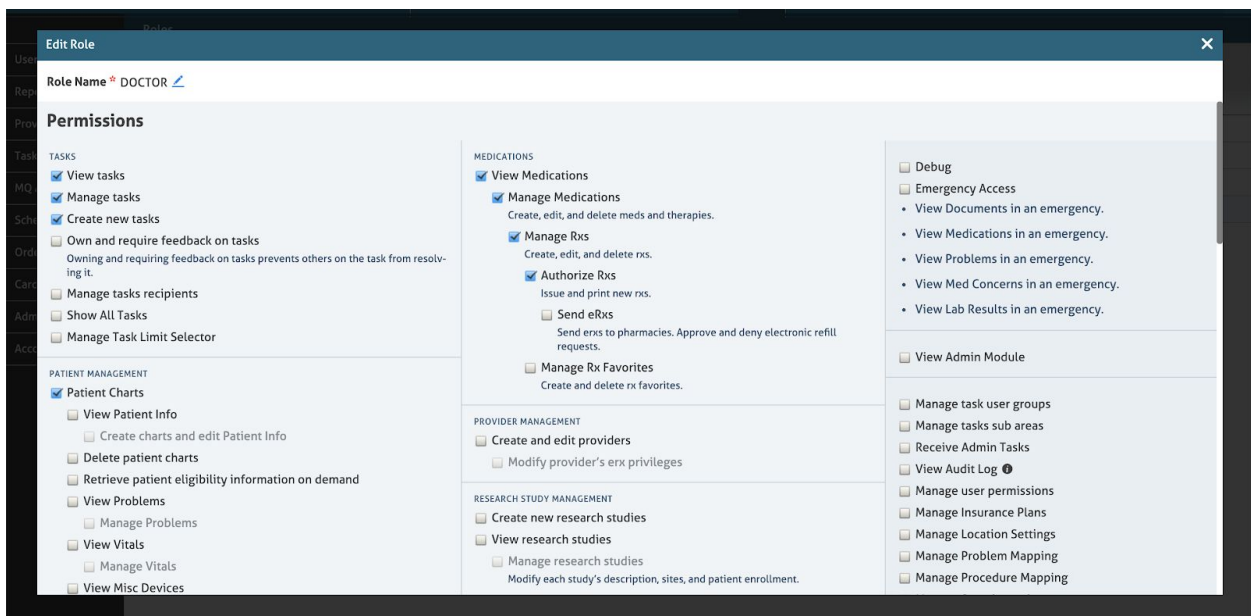 Roles
Edit Role
Role Name * DOCTOR
Permissions
TASKS
View tasks
Manage tasks
Create new tasks
Own and require feedback on tasks
Owning and requiring feedback on tasks prevents others on the task from resolv-
ing it.
Manage tasks recipients
Show All Tasks
Manage Task Limit Selector
PATIENT MANAGEMENT
Patient Charts
View Patient Info
Create charts and edit Patient Info
Delete patient charts
Retrieve patient eligibility information on demand
View Problems
Manage Problems
View Vitals
Manage Vitals
View Misc Devices
MEDICATIONS
View Medications
Manage Medications
Create, edit, and delete meds and therapies.
Manage Rxs
Create, edit, and delete rxs.
Authorize Rxs
Issue and print new rxs.
Send eRxs
Send erxs to pharmacies. Approve and deny electronic refill
requests.
Manage Rx Favorites
Create and delete rx favorites.
PROVIDER MANAGEMENT
Create and edit providers
Modify provider's erx privileges
RESEARCH STUDY MANAGEMENT
Create new research studies
View research studies
Manage research studies
Modify each study's description, sites, and patient enrollment.
Debug
Emergency Access
• View Documents in an emergency.
• View Medications in an emergency.
• View Problems in an emergency.
• View Med Concerns in an emergency.
• View Lab Results in an emergency.
View Admin Module
Manage task user groups
Manage tasks sub areas
Receive Admin Tasks
View Audit Log
Manage user permissions
Manage Insurance Plans
Manage Location Settings
Manage Problem Mapping
Manage Procedure Mapping